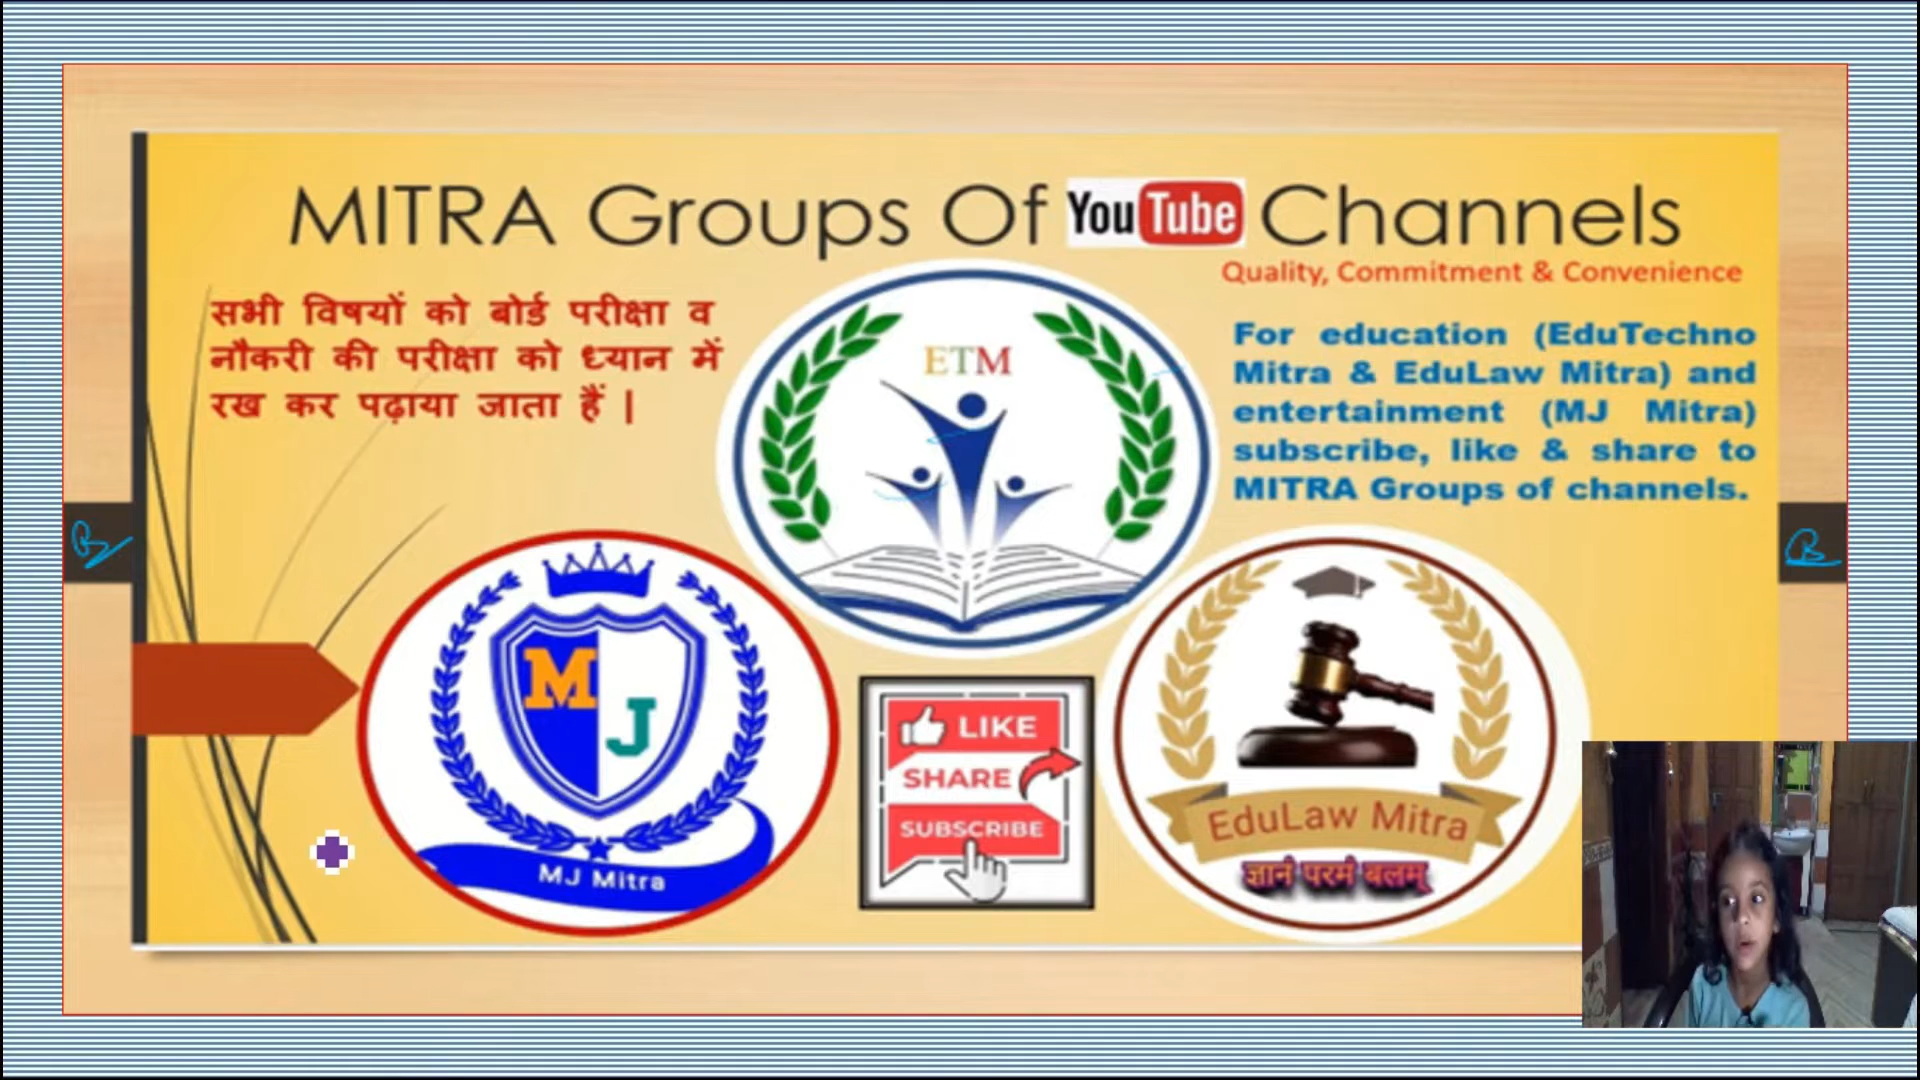 MITRA Groups Of YouTube Channels
Quality, Commitment & Convenience
सभी विषयों को बोर्ड परीक्षा व
नौकरी की परीक्षा को ध्यान में
रख कर पढ़ाया जाता हैं |
ETM
For education (EduTechno
Mitra & EduLaw Mitra) and
entertainment (MJ Mitra)
subscribe, like & share to
MITRA Groups of channels.
M
J
MJ Mitra
LIKE
SHARE
SUBSCRIBE
EduLaw Mitra
ज्ञानं परमं बलम्